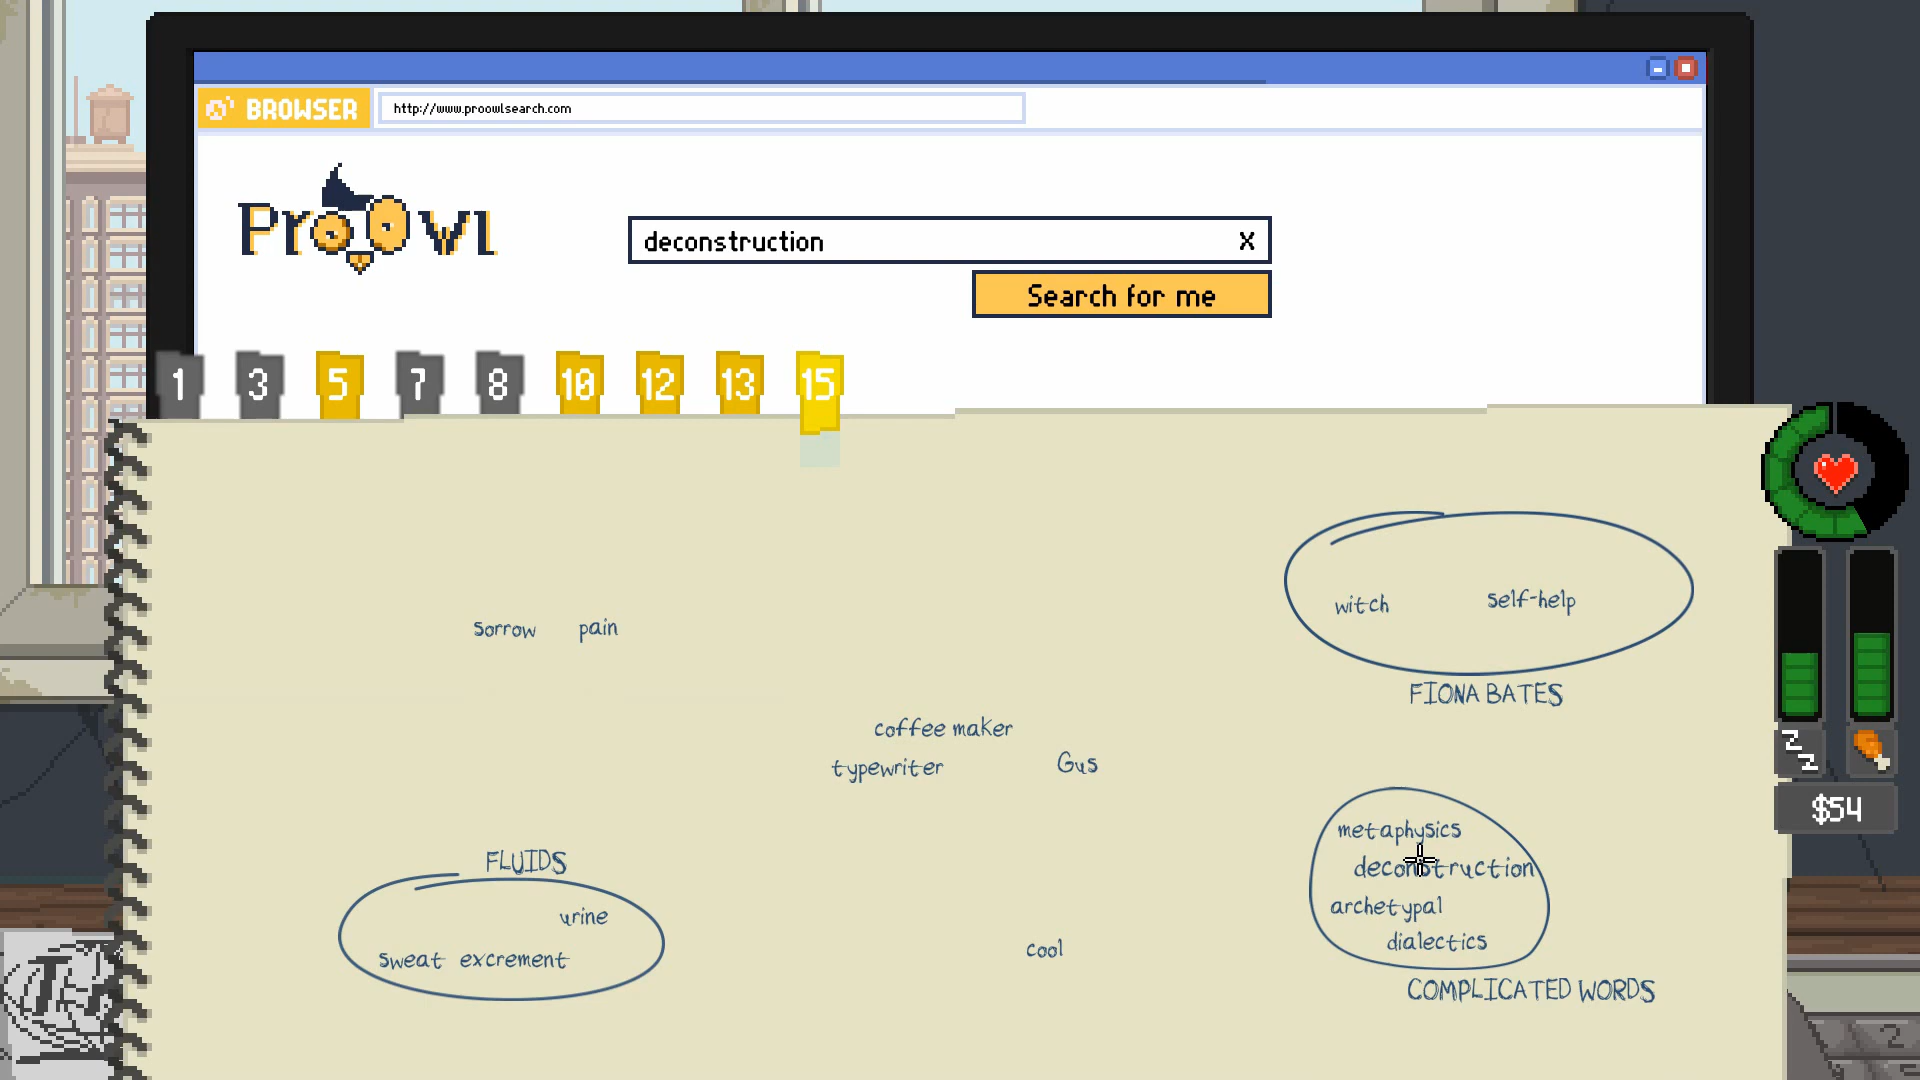 BROWSER
http://www.proowlsearch.com
PrOOwl
deconstruction X
Search for me
1 3 5 7 8 10 12 13 15
sorrow pain
witch self-help
FIONA BATES
coffee maker
typewriter Gus
$54
metaphysics
deconstruction
archetypal
dialectics
COMPLICATED WORDS
FLUIDS
urine
sweat excrement
cool
2